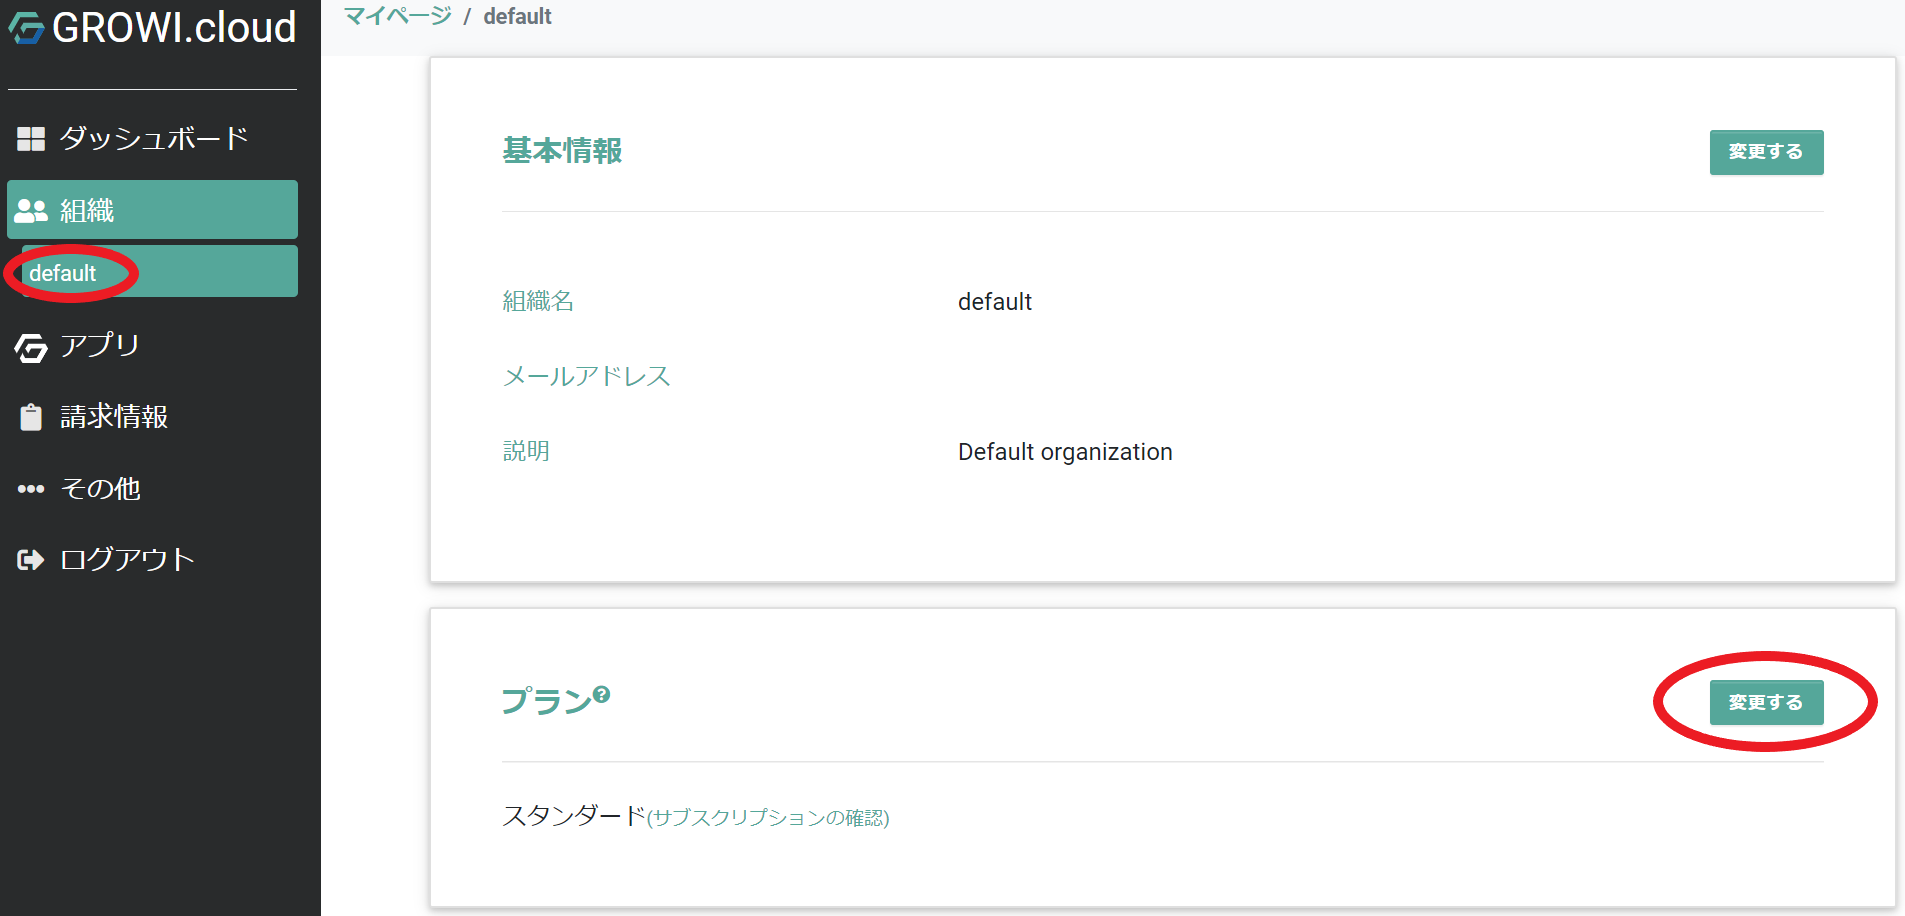 GROWI.cloud
ダッシュボード
組織
default
アプリ
請求情報
その他
ログアウト
マイページ / default
基本情報
変更する
組織名 default
メールアドレス
説明 Default organization
プラン?
変更する
スタンダード(サブスクリプションの確認)